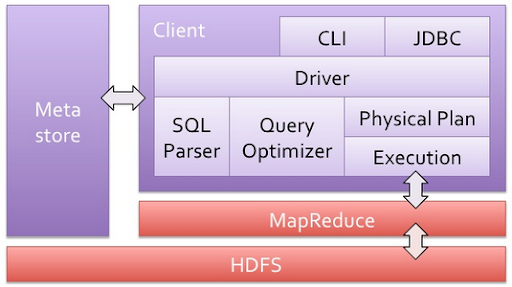 Client
CLI
JDBC
Driver
Meta
store
SQL
Parser
Query
Optimizer
Physical Plan
Execution
MapReduce
HDFS